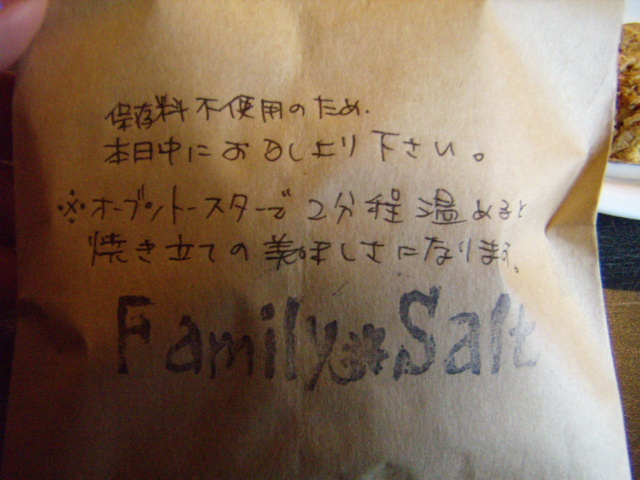 保存料不使用のため.
本日中にお召し上り下さい。
※オーブントースターで2分程温めると
焼き立ての美味しさになります。
Family Salt